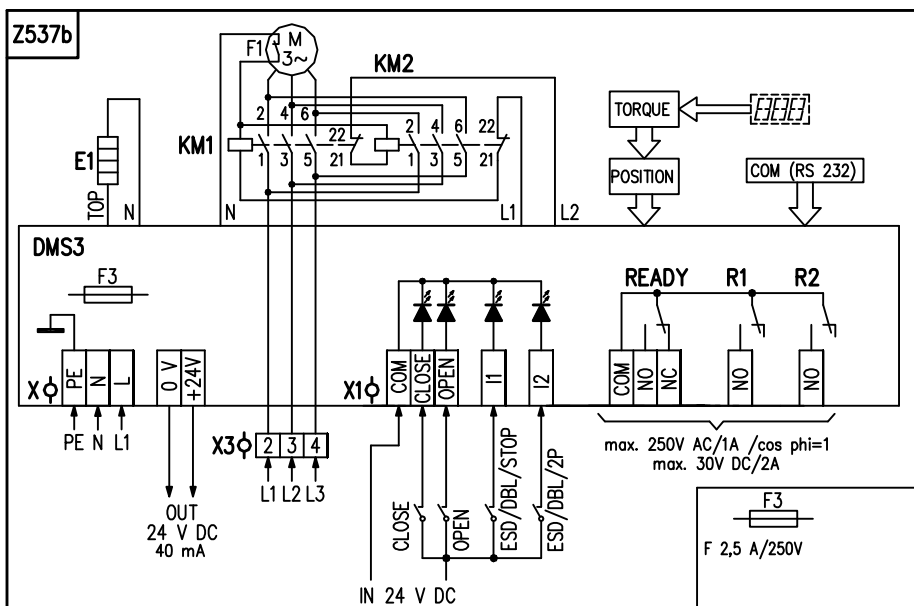 Z537b
F1
M
3~
KM2
TORQUE
POSITION
COM (RS 232)
2 4 6
22
2 4 6 22
KM1
1 3 5 21
1 3 5 21
E1
TOP
N
N
L1
L2
DMS3
F3
READY
R1
R2
X
PE
N
L
0 V
+24V
X1
COM
CLOSE
OPEN
I1
I2
COM
NO
NC
NO
NO
PE N L1
X3
2 3 4
L1 L2 L3
OUT
24 V DC
40 mA
CLOSE
OPEN
ESD/DBL/STOP
ESD/DBL/2P
IN 24 V DC
max. 250V AC/1A /cos phi=1
max. 30V DC/2A
F3
F 2,5 A/250V